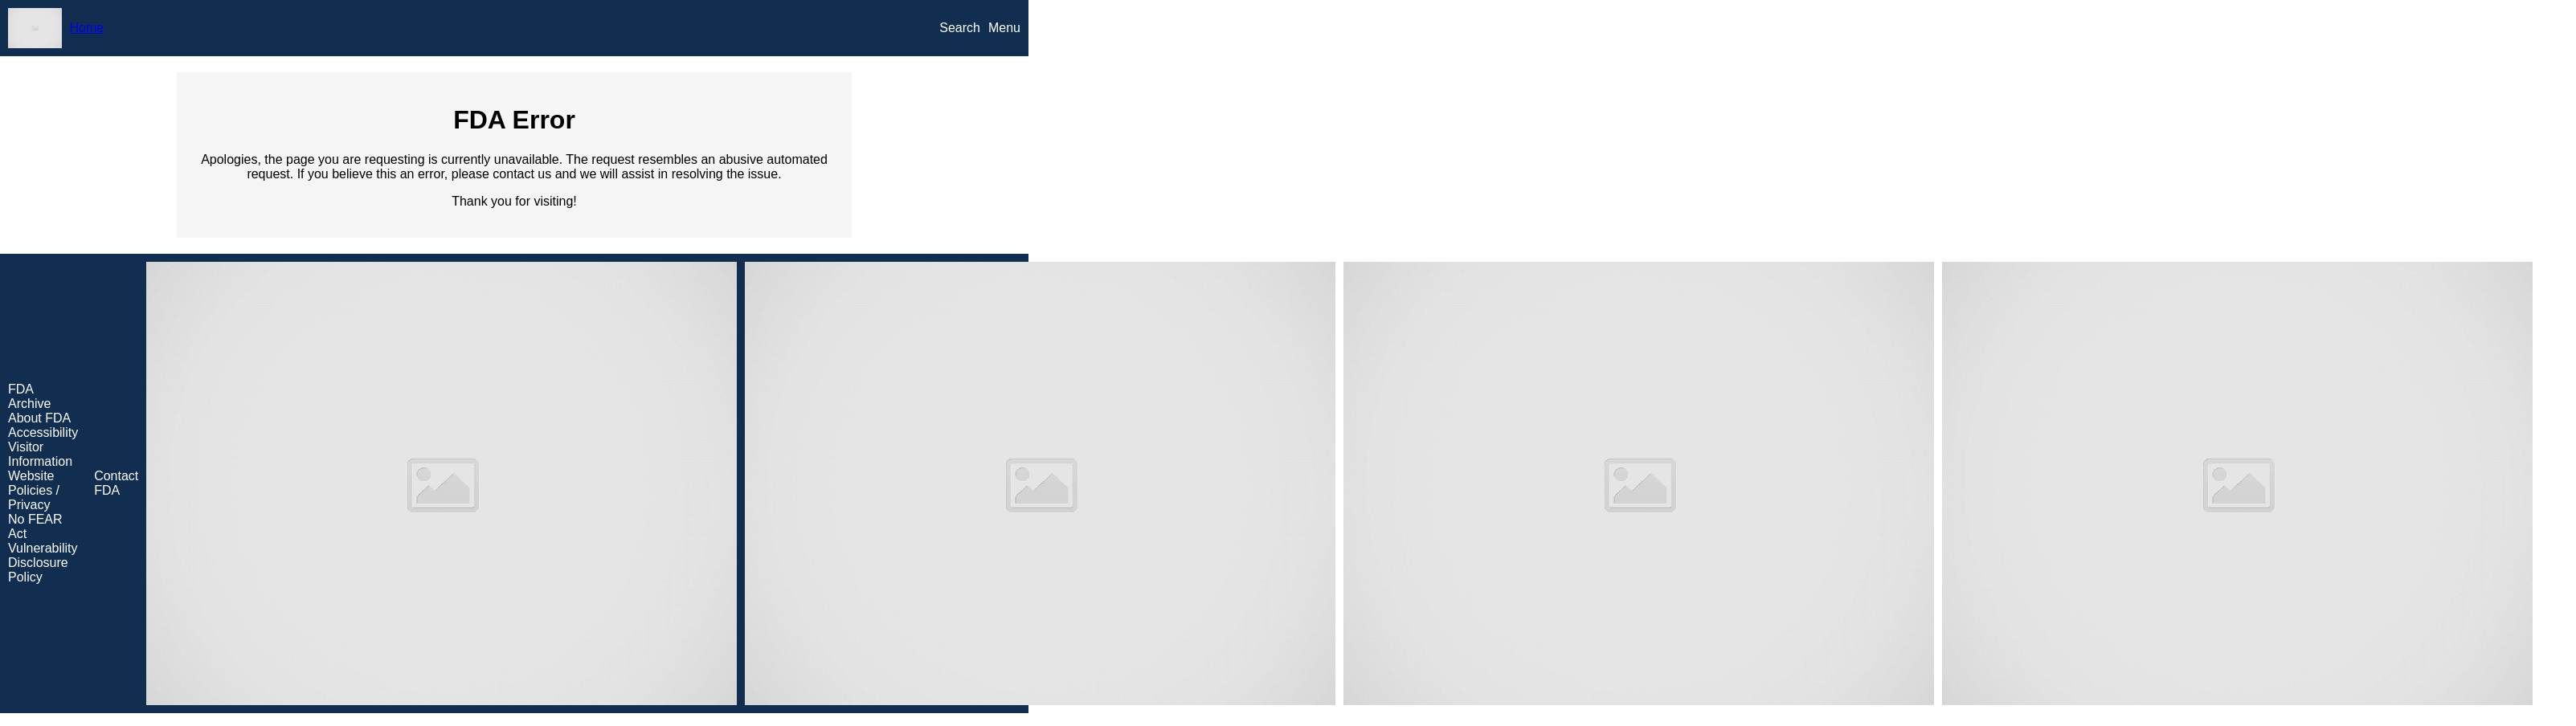 Home
Search
Menu
FDA Error
Apologies, the page you are requesting is currently unavailable. The request resembles an abusive automated
request. If you believe this an error, please contact us and we will assist in resolving the issue.
Thank you for visiting!
FDA
Archive
About FDA
Accessibility
Visitor
Information
Website
Policies /
Privacy
No FEAR
Act
Vulnerability
Disclosure
Policy
Contact
FDA